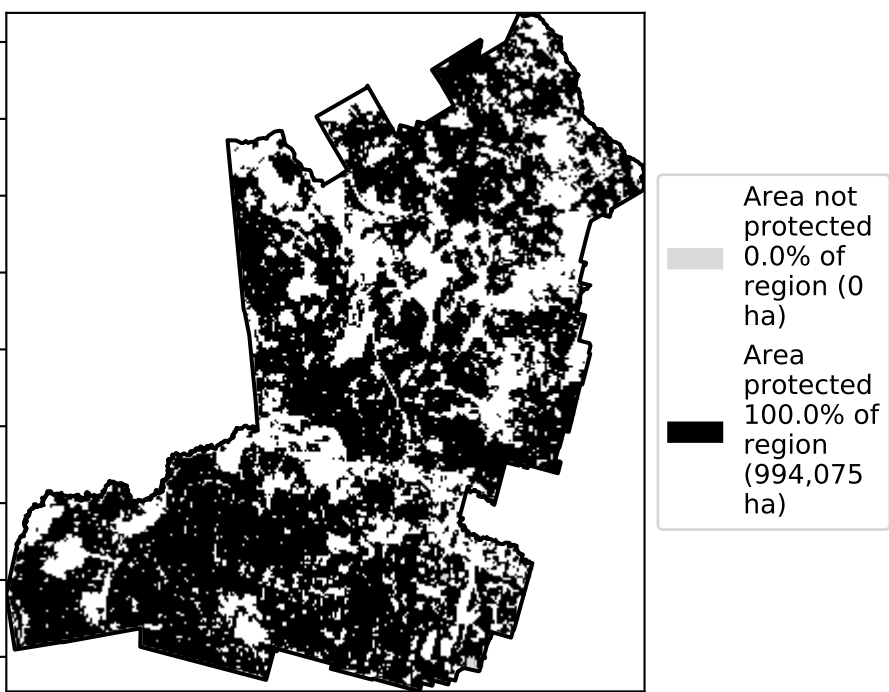 Area not
protected
0.0% of
region (0
ha)
Area
protected
100.0% of
region
(994,075
ha)